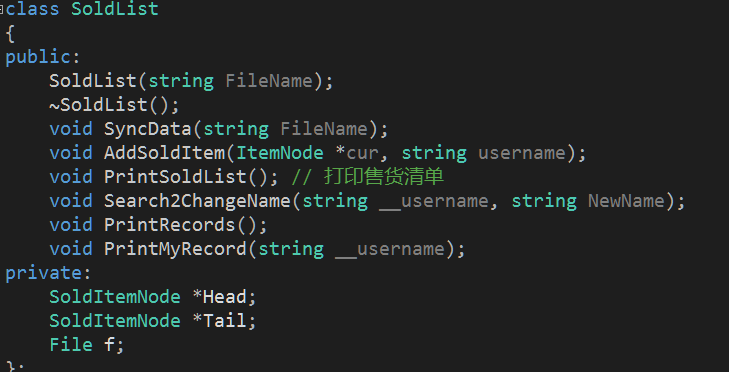 class SoldList
{
public:
    SoldList(string FileName);
    ~SoldList();
    void SyncData(string FileName);
    void AddSoldItem(ItemNode *cur, string username);
    void PrintSoldList(); // 打印售货清单
    void Search2ChangeName(string __username, string NewName);
    void PrintRecords();
    void PrintMyRecord(string __username);
private:
    SoldItemNode *Head;
    SoldItemNode *Tail;
    File f;
};